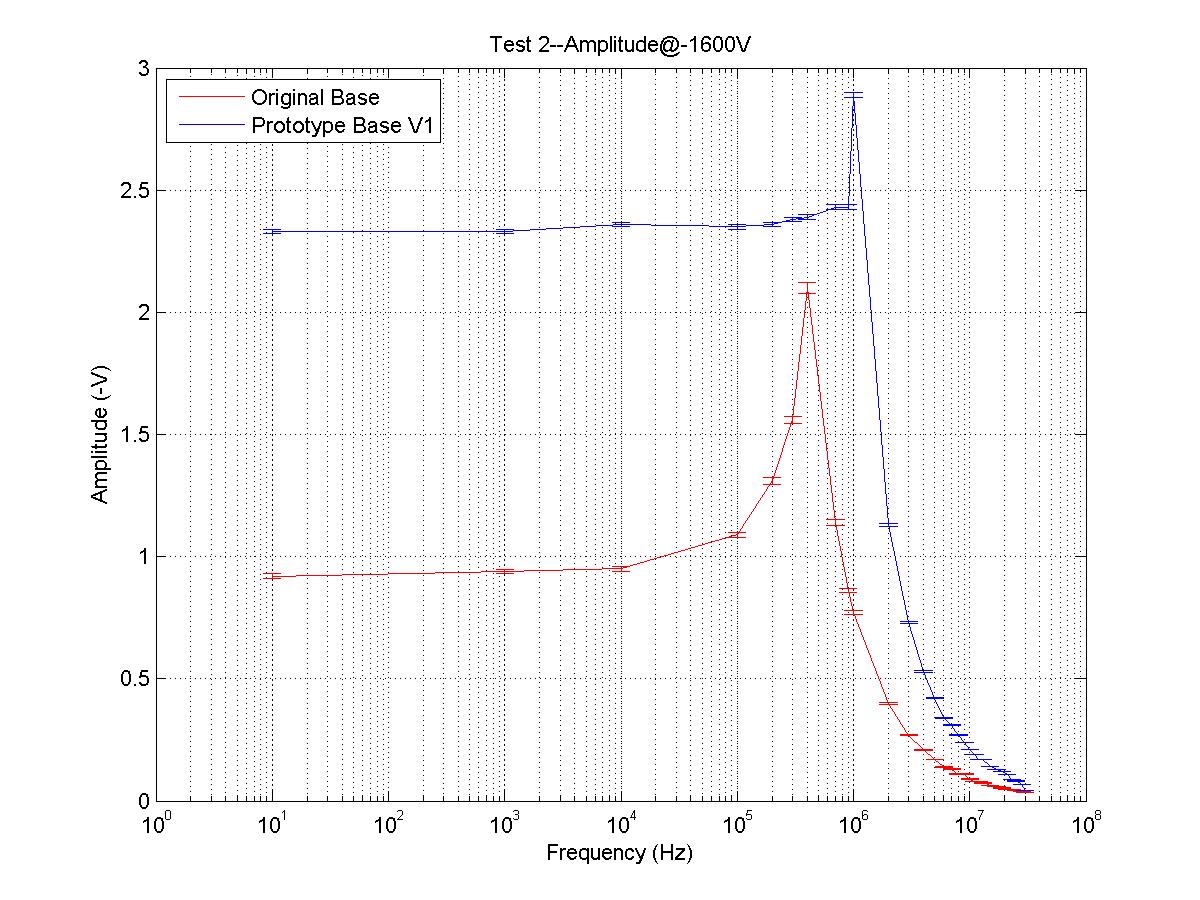 Test 2--Amplitude@-1600V
Original Base
Prototype Base V1
Amplitude (-V)
3
2.5
2
1.5
1
0.5
0
10^0 10^1 10^2 10^3 10^4 10^5 10^6 10^7 10^8
Frequency (Hz)